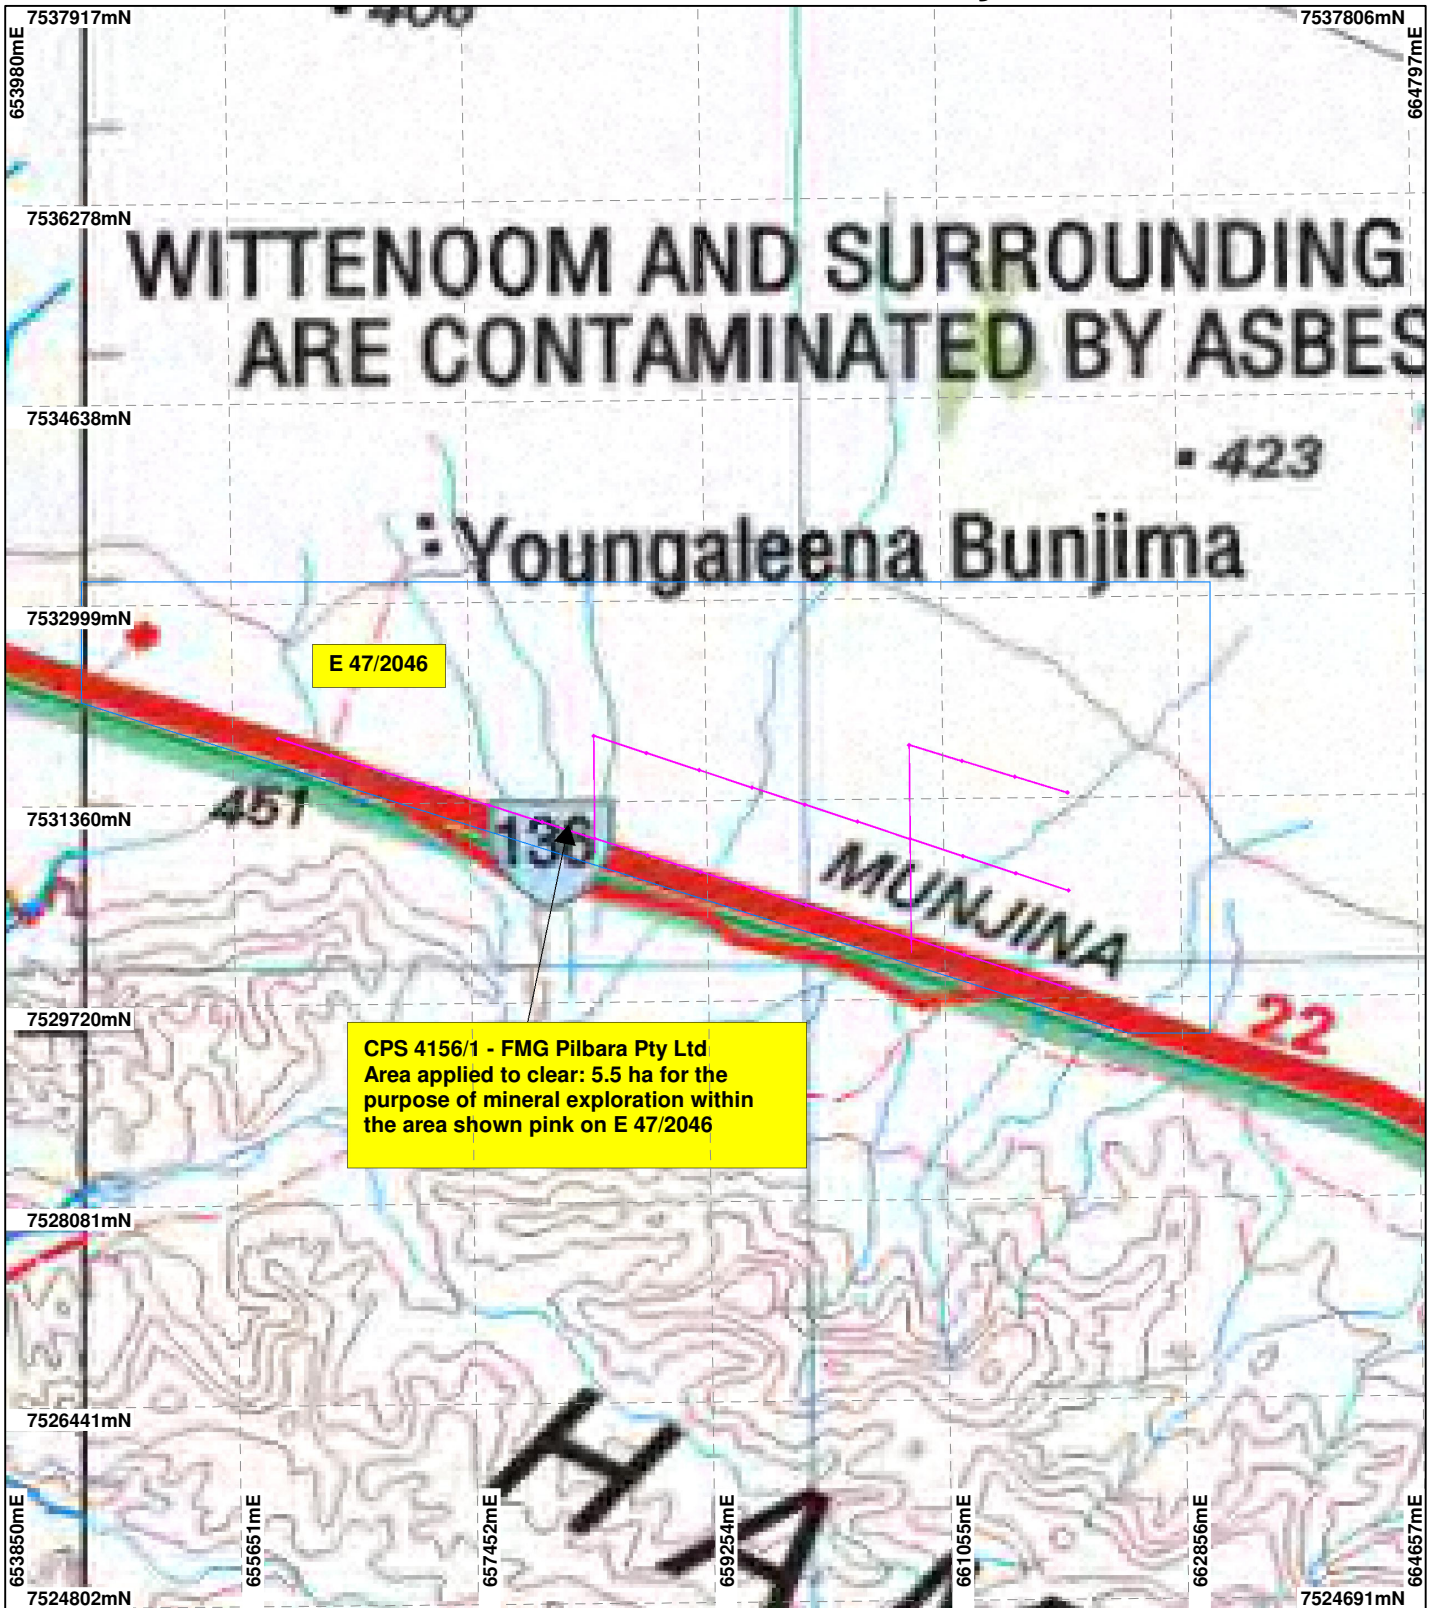 7537917mN
7537806mN
653980mE
664797mE
406
7536278mN
WITTENOOM AND SURROUNDING
ARE CONTAMINATED BY ASBES
7534638mN
423
Youngaleena Bunjima
7532999mN
E 47/2046
451
7531360mN
136
MUNJINA
7529720mN
22
CPS 4156/1 - FMG Pilbara Pty Ltd
Area applied to clear: 5.5 ha for the
purpose of mineral exploration within
the area shown pink on E 47/2046
7528081mN
7526441mN
H A
653850mE
655651mE
457452mE
659254mE
661055mE
662856mE
664657mE
7524802mN
7524691mN